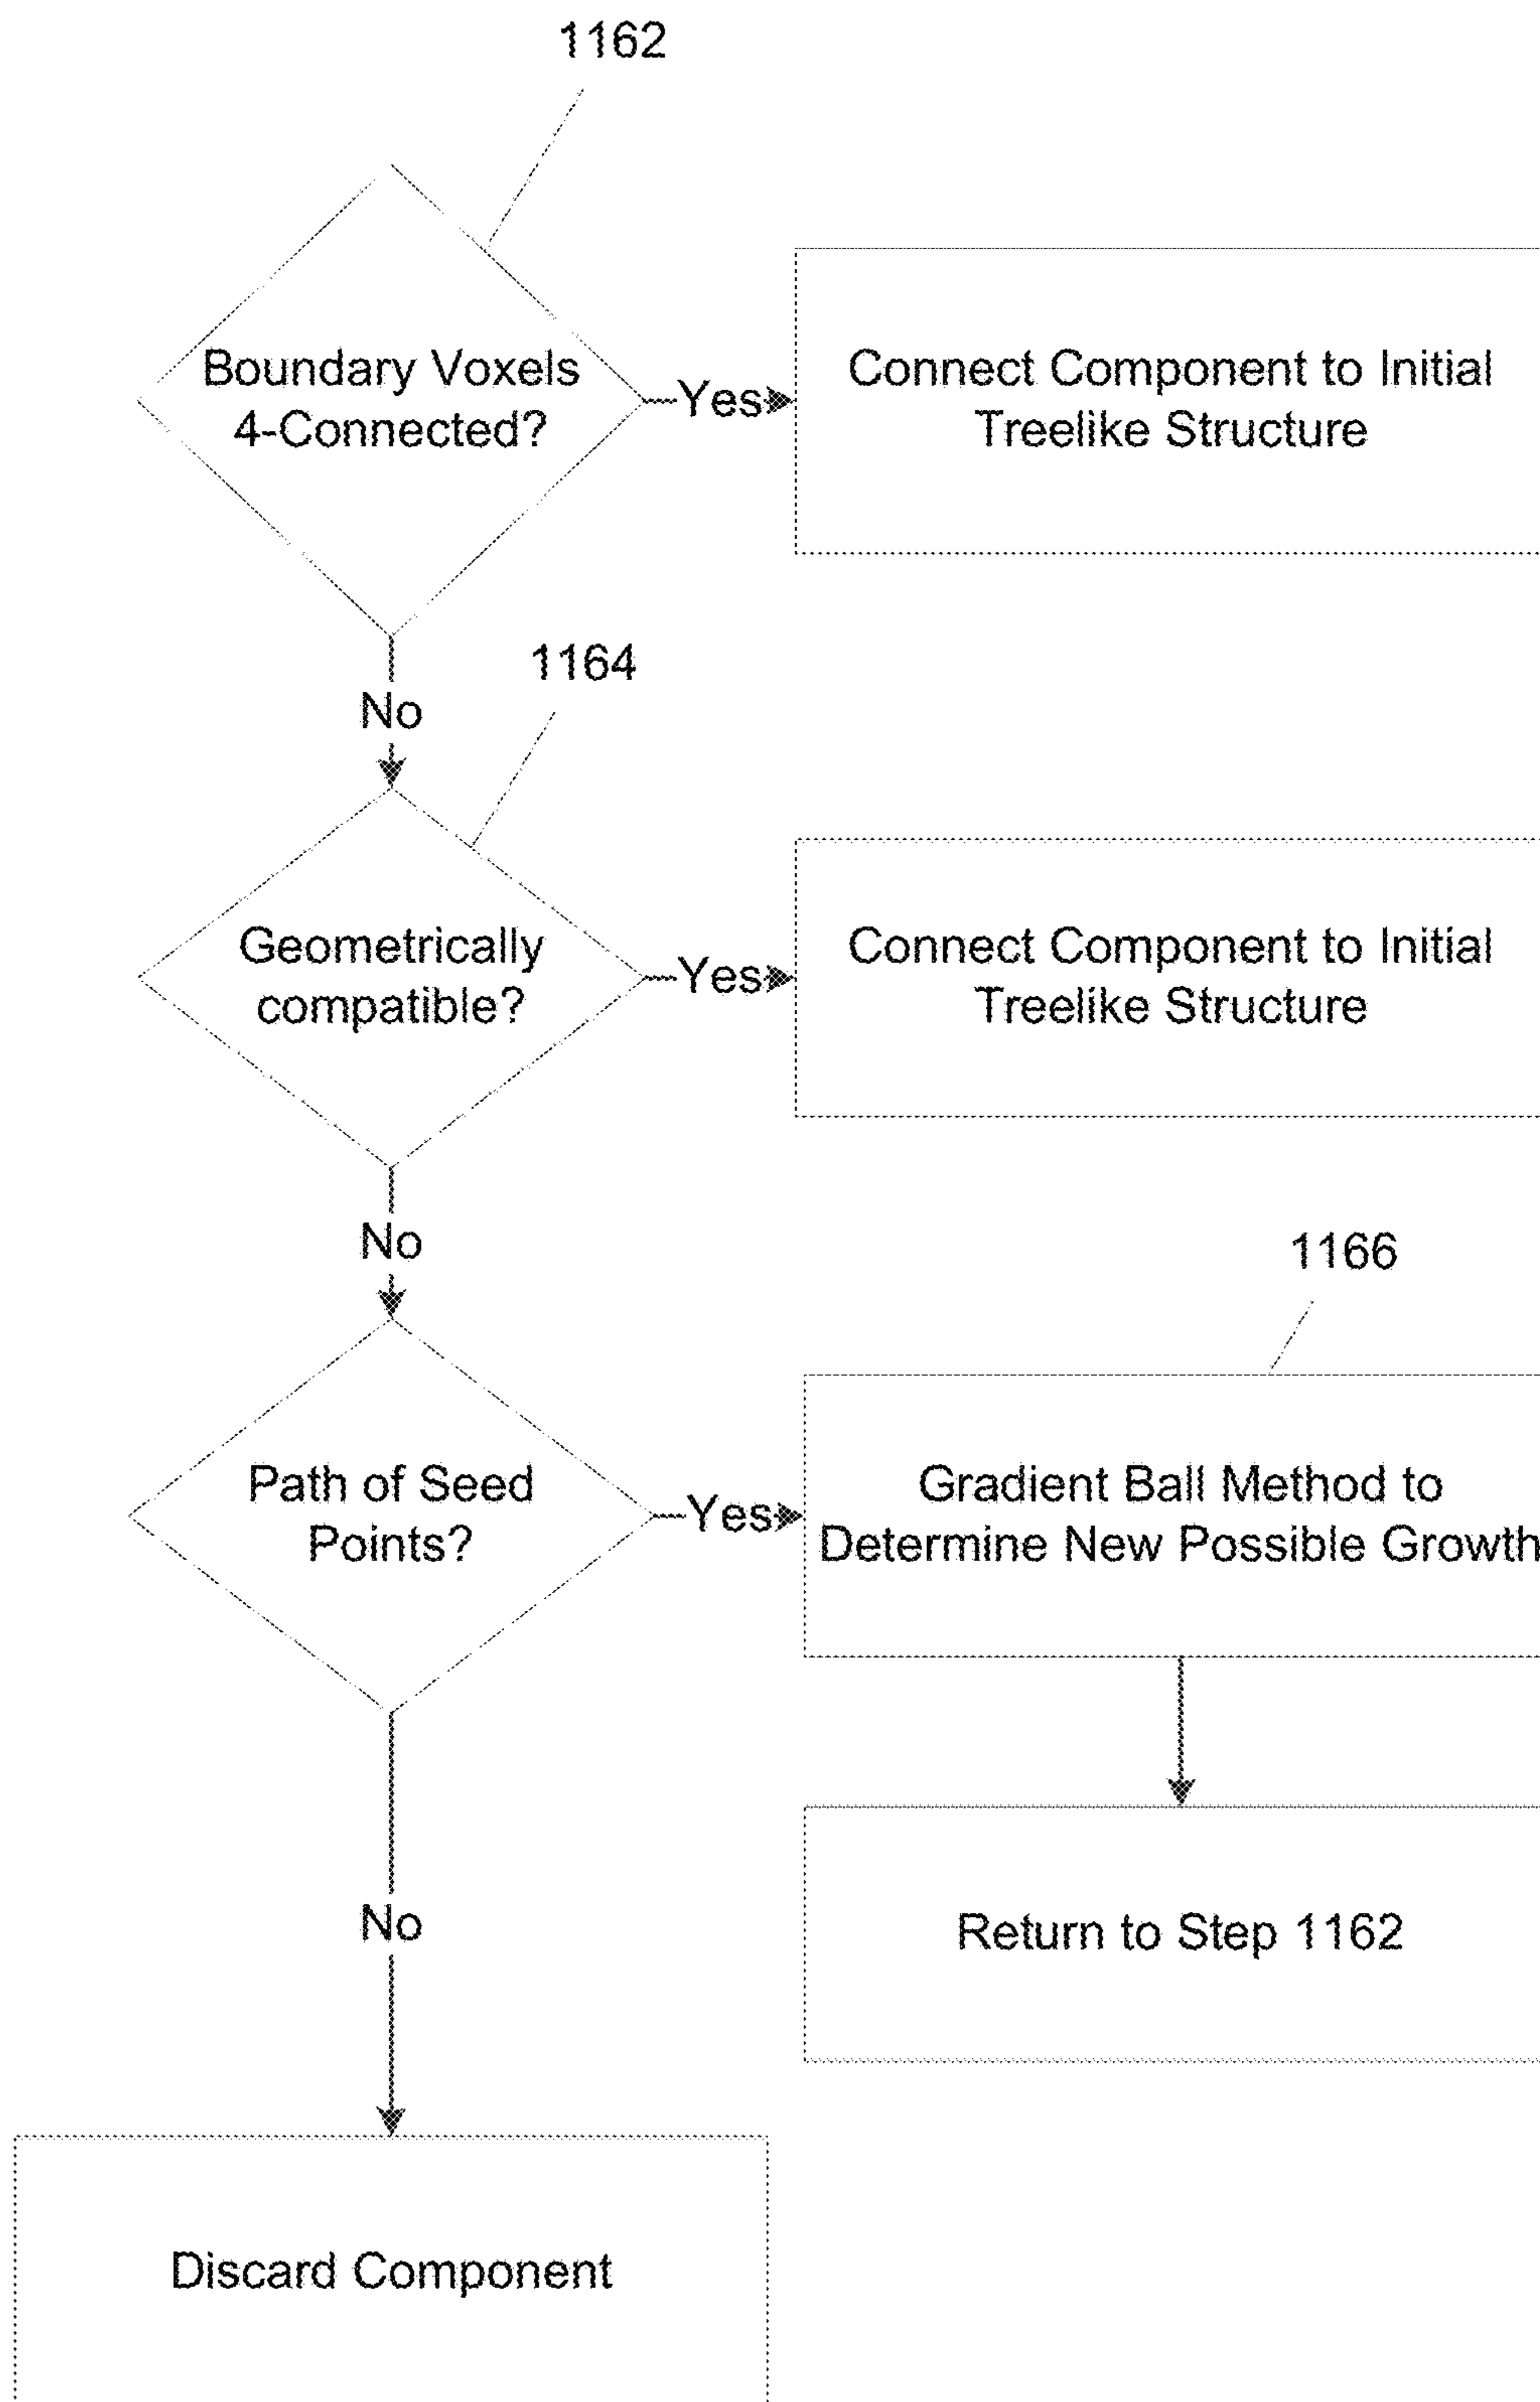 1162
Boundary Voxels
4-Connected?
Yes
Connect Component to Initial
Treelike Structure
No
1164
Geometrically
compatible?
Yes
Connect Component to Initial
Treelike Structure
No
1166
Path of Seed
Points?
Yes
Gradient Ball Method to
Determine New Possible Growth
No
Return to Step 1162
Discard Component